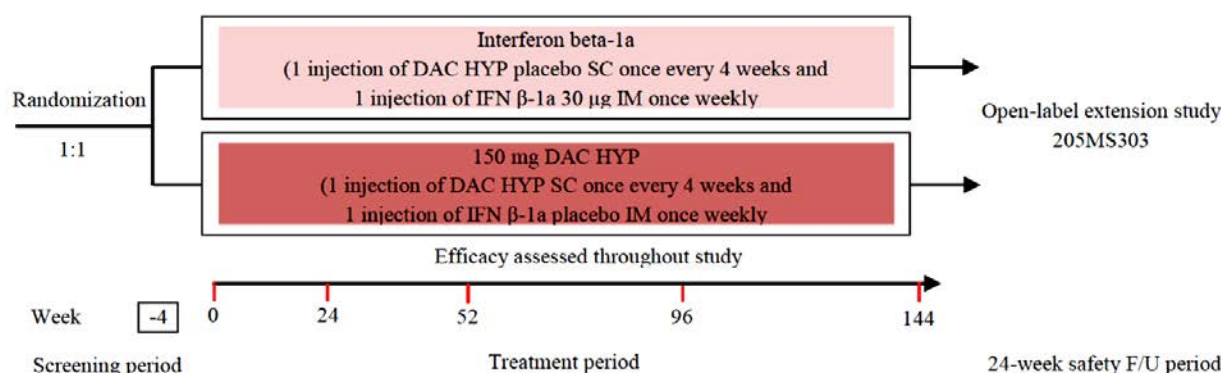 Interferon beta-1a
(1 injection of DAC HYP placebo SC once every 4 weeks and
1 injection of IFN β-1a 30 µg IM once weekly
Randomization
1:1
Open-label extension study
205MS303
150 mg DAC HYP
(1 injection of DAC HYP SC once every 4 weeks and
1 injection of IFN β-1a placebo IM once weekly
Efficacy assessed throughout study
Week -4 0 24 52 96 144
Screening period Treatment period 24-week safety F/U period